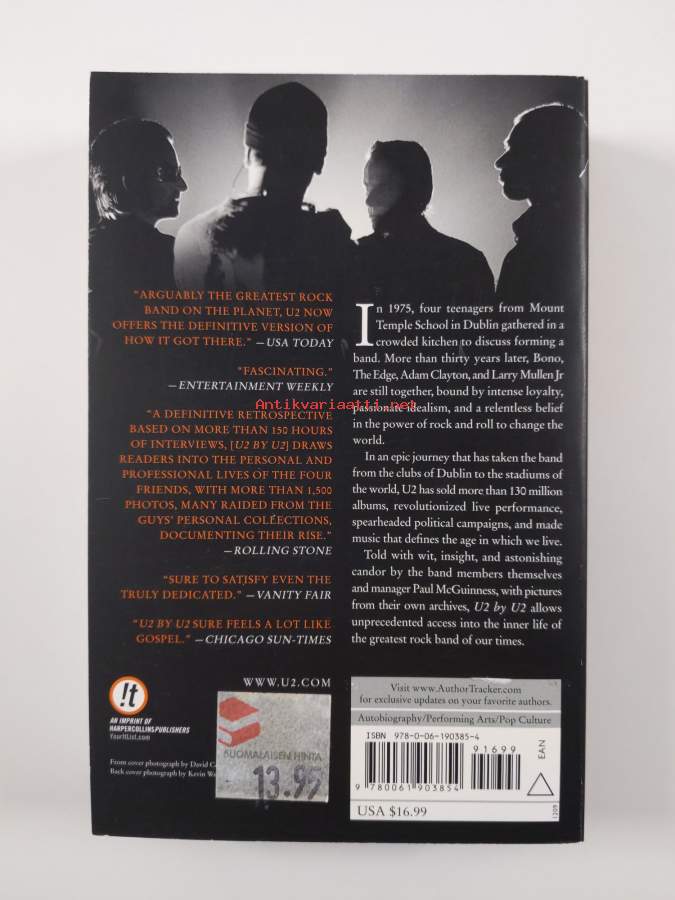 "ARGUABLY THE GREATEST ROCK
BAND ON THE PLANET, U2 NOW
OFFERS THE DEFINITIVE VERSION OF
HOW IT GOT THERE." —USA TODAY
"FASCINATING."
—ENTERTAINMENT WEEKLY
"A DEFINITIVE RETROSPECTIVE
BASED ON MORE THAN 150 HOURS
OF INTERVIEWS, [U2 BY U2] DRAWS
READERS INTO THE PERSONAL AND
PROFESSIONAL LIVES OF THE FOUR
FRIENDS, WITH MORE THAN 1,500
PHOTOS, MANY RAIDED FROM THE
GUYS' PERSONAL COLLECTIONS,
DOCUMENTING THEIR RISE."
—ROLLING STONE
"SURE TO SATISFY EVEN THE
TRULY DEDICATED." —VANITY FAIR
"U2 BY U2 SURE FEELS A LOT LIKE
GOSPEL." —CHICAGO SUN-TIMES
WWW.U2.COM
In 1975, four teenagers from Mount
Temple School in Dublin gathered in a
crowded kitchen to discuss forming a
band. More than thirty years later, Bono,
The Edge, Adam Clayton, and Larry Mullen Jr
are still together, bound by intense loyalty,
passionate idealism, and a relentless belief
in the power of rock and roll to change the
world.
In an epic journey that has taken the band
from the clubs of Dublin to the stadiums of
the world, U2 has sold more than 130 million
albums, revolutionized live performance,
spearheaded political campaigns, and made
music that defines the age in which we live.
Told with wit, insight, and astonishing
candor by the band members themselves
and manager Paul McGuinness, with pictures
from their own archives, U2 by U2 allows
unprecedented access into the inner life of
the greatest rock band of our times.
Antikvariaatti.net
!t
AN IMPRINT OF
HARPERCOLLINSPUBLISHERS
YourItList.com
From cover photograph by David
Back cover photograph by Kevin
SUOMALAISEN HINTA
13.95
Visit www.AuthorTracker.com
for exclusive updates on your favorite authors.
Autobiography/Performing Arts/Pop Culture
ISBN 978-0-06-190385-4
91699
EAN
9 780061 903854
USA $16.99
1209